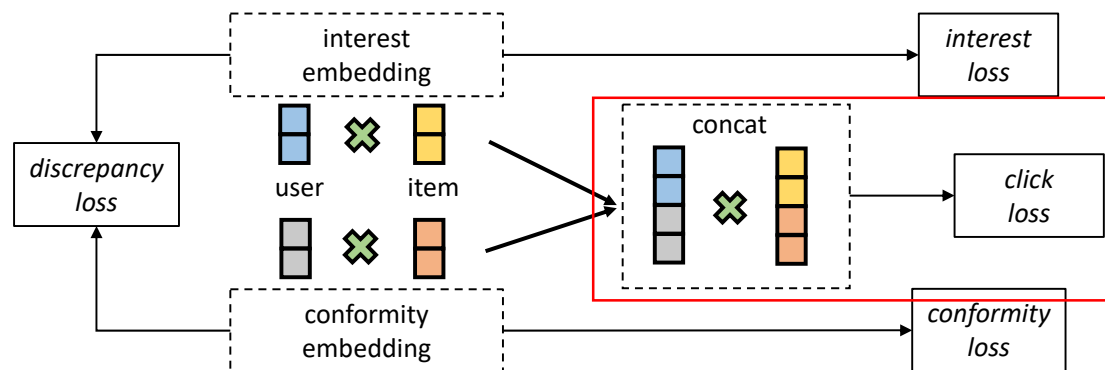 interest
embedding
interest
loss
concat
discrepancy
loss
user
item
click
loss
conformity
embedding
conformity
loss